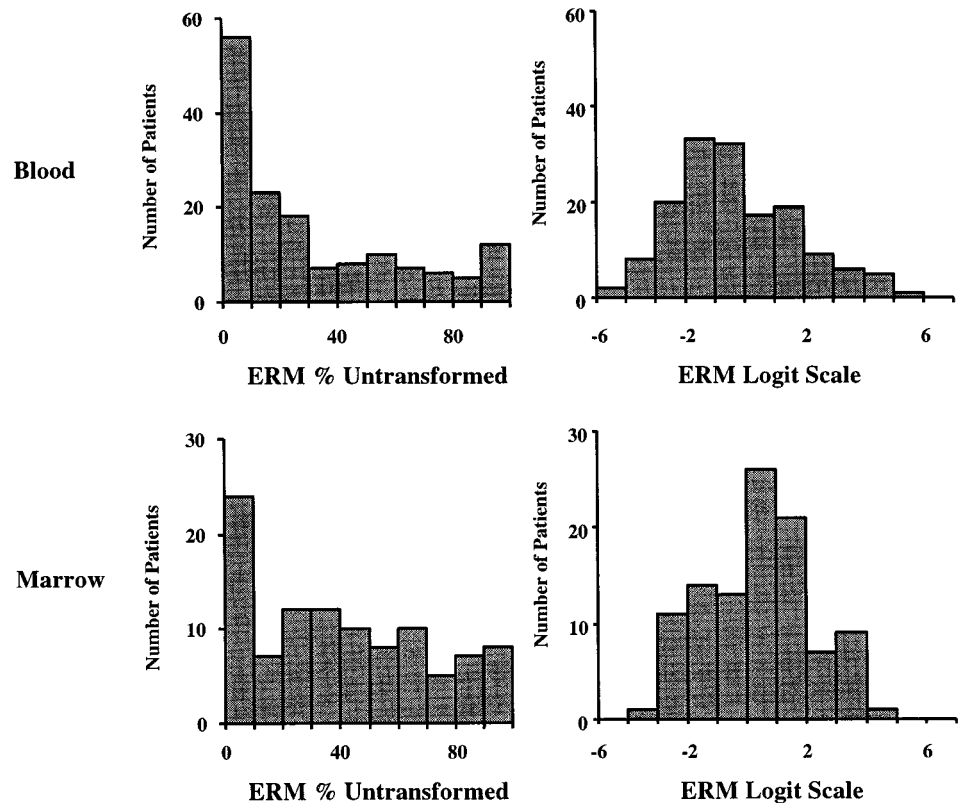 Blood
Number of Patients
60
40
20
0
0 40 80
ERM % Untransformed
Number of Patients
60
40
20
0
-6 -2 2 6
ERM Logit Scale
Marrow
Number of Patients
30
20
10
0
0 40 80
ERM % Untransformed
Number of Patients
30
20
10
0
-6 -2 2 6
ERM Logit Scale